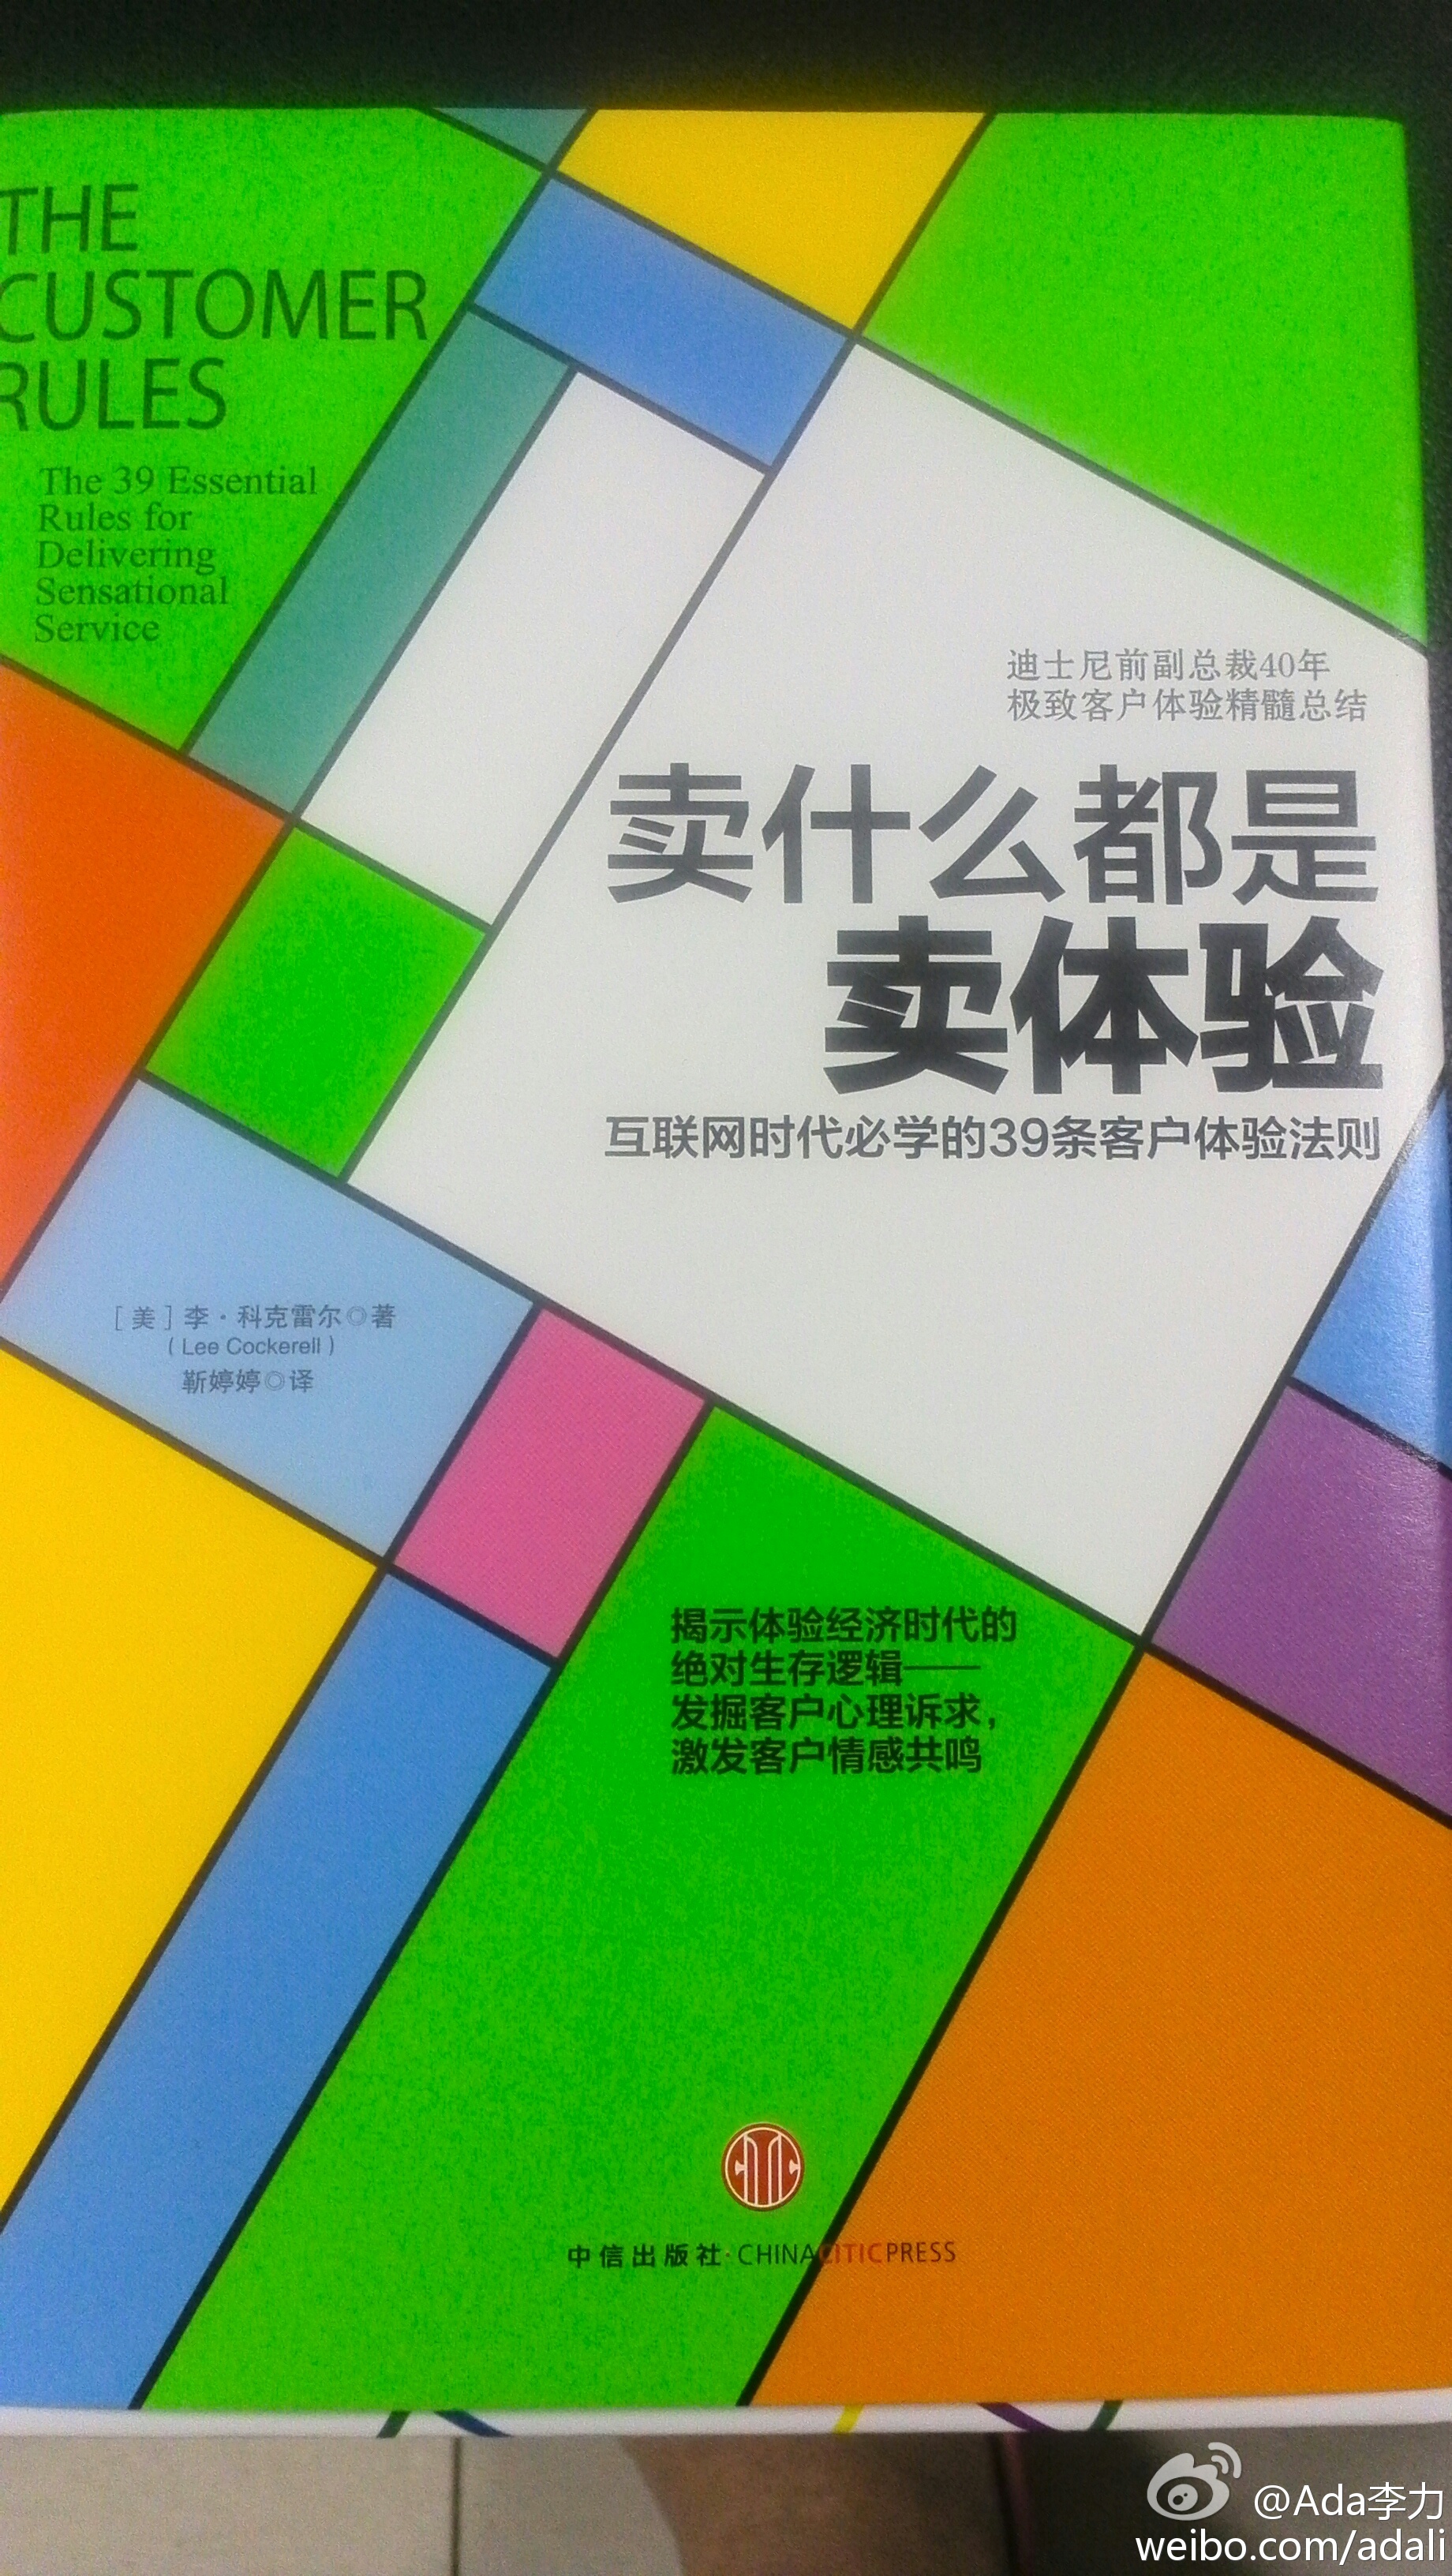 THE
CUSTOMER
RULES
The 39 Essential
Rules for
Delivering
Sensational
Service
迪士尼前副总裁40年
极致客户体验精髓总结
卖什么都是
卖体验
互联网时代必学的39条客户体验法则
[美]李·科克雷尔◎著
(Lee Cockerell)
靳婷婷◎译
揭示体验经济时代的
绝对生存逻辑——
发掘客户心理诉求，
激发客户情感共鸣
中信出版社·CHINACITICPRESS
@Ada李力
weibo.com/adali